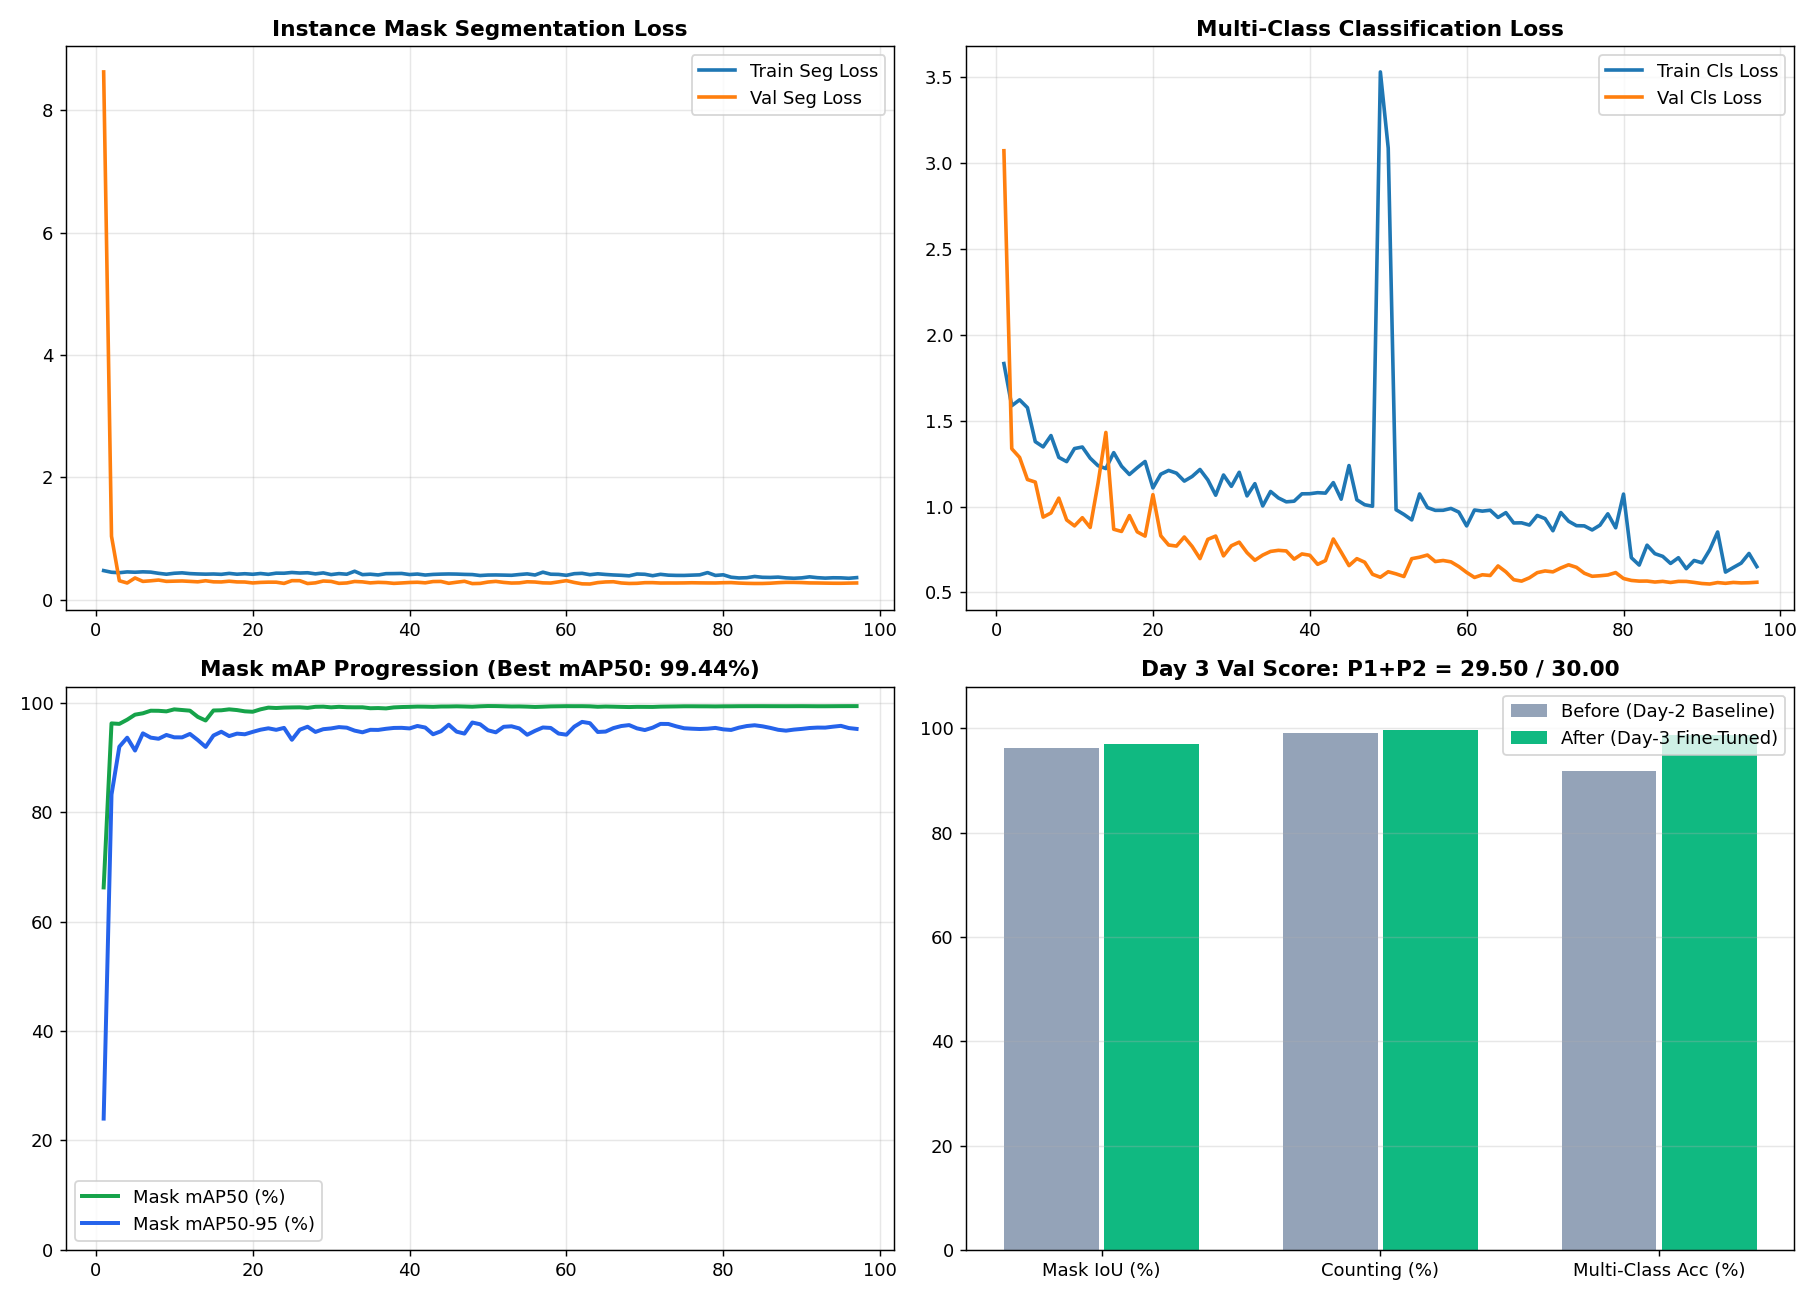 Instance Mask Segmentation Loss
Train Seg Loss
Val Seg Loss
8
6
4
2
0
0 20 40 60 80 100
Multi-Class Classification Loss
Train Cls Loss
Val Cls Loss
3.5
3.0
2.5
2.0
1.5
1.0
0.5
0 20 40 60 80 100
Mask mAP Progression (Best mAP50: 99.44%)
100
80
60
40
20
0
Mask mAP50 (%)
Mask mAP50-95 (%)
0 20 40 60 80 100
Day 3 Val Score: P1+P2 = 29.50 / 30.00
Before (Day-2 Baseline)
After (Day-3 Fine-Tuned)
100
80
60
40
20
0
Mask IoU (%) Counting (%) Multi-Class Acc (%)